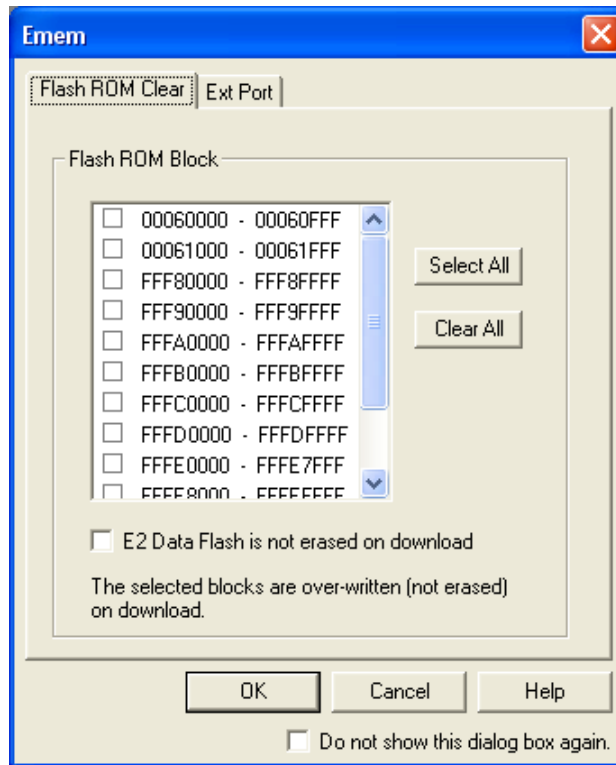 Emem
Flash ROM Clear
Ext Port
Flash ROM Block
00060000 - 00060FFF
00061000 - 00061FFF
FFF80000 - FFF8FFFF
FFF90000 - FFF9FFFF
FFFA0000 - FFFAFFFF
FFFB0000 - FFFBFFFF
FFFC0000 - FFFCFFFF
FFFD0000 - FFFDFFFF
FFFE0000 - FFFE7FFF
Select All
Clear All
E2 Data Flash is not erased on download
The selected blocks are over-written (not erased)
on download.
OK
Cancel
Help
Do not show this dialog box again.